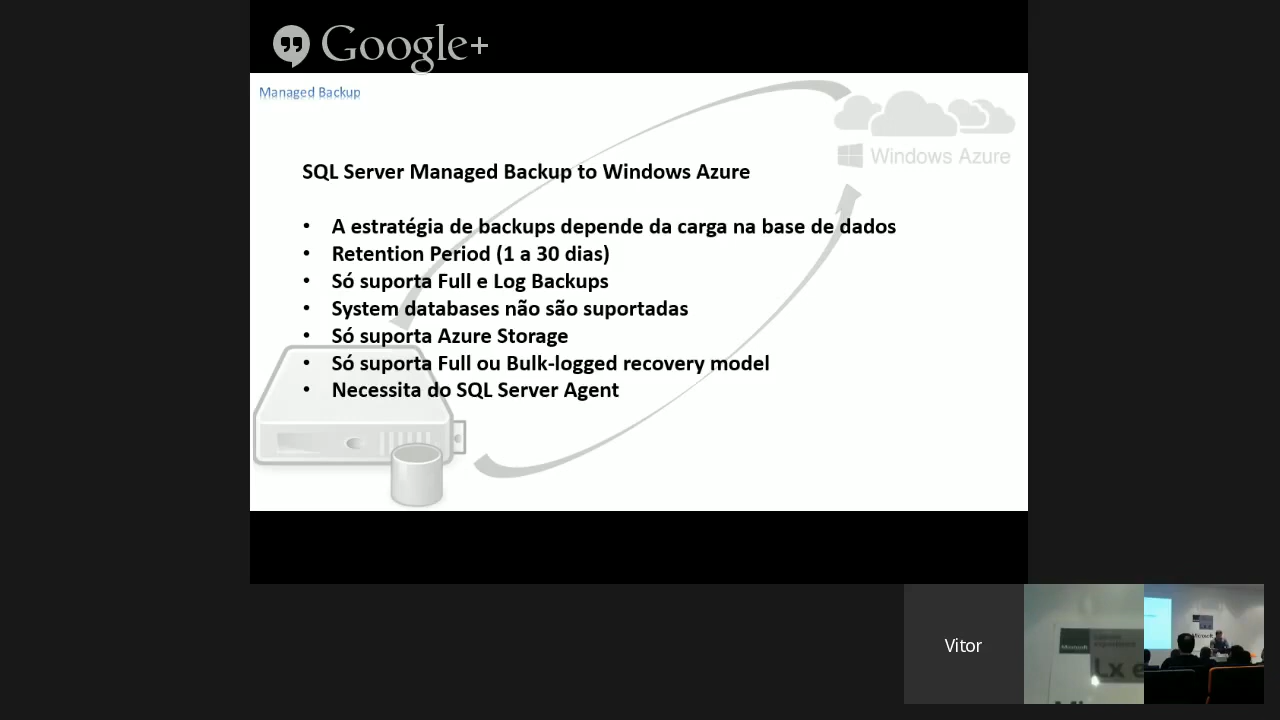 Google+
Managed Backup
Windows Azure
SQL Server Managed Backup to Windows Azure
• A estratégia de backups depende da carga na base de dados
• Retention Period (1 a 30 dias)
• Só suporta Full e Log Backups
• System databases não são suportadas
• Só suporta Azure Storage
• Só suporta Full ou Bulk-logged recovery model
• Necessita do SQL Server Agent
Vitor
Microsoft
Lx e
Microsoft